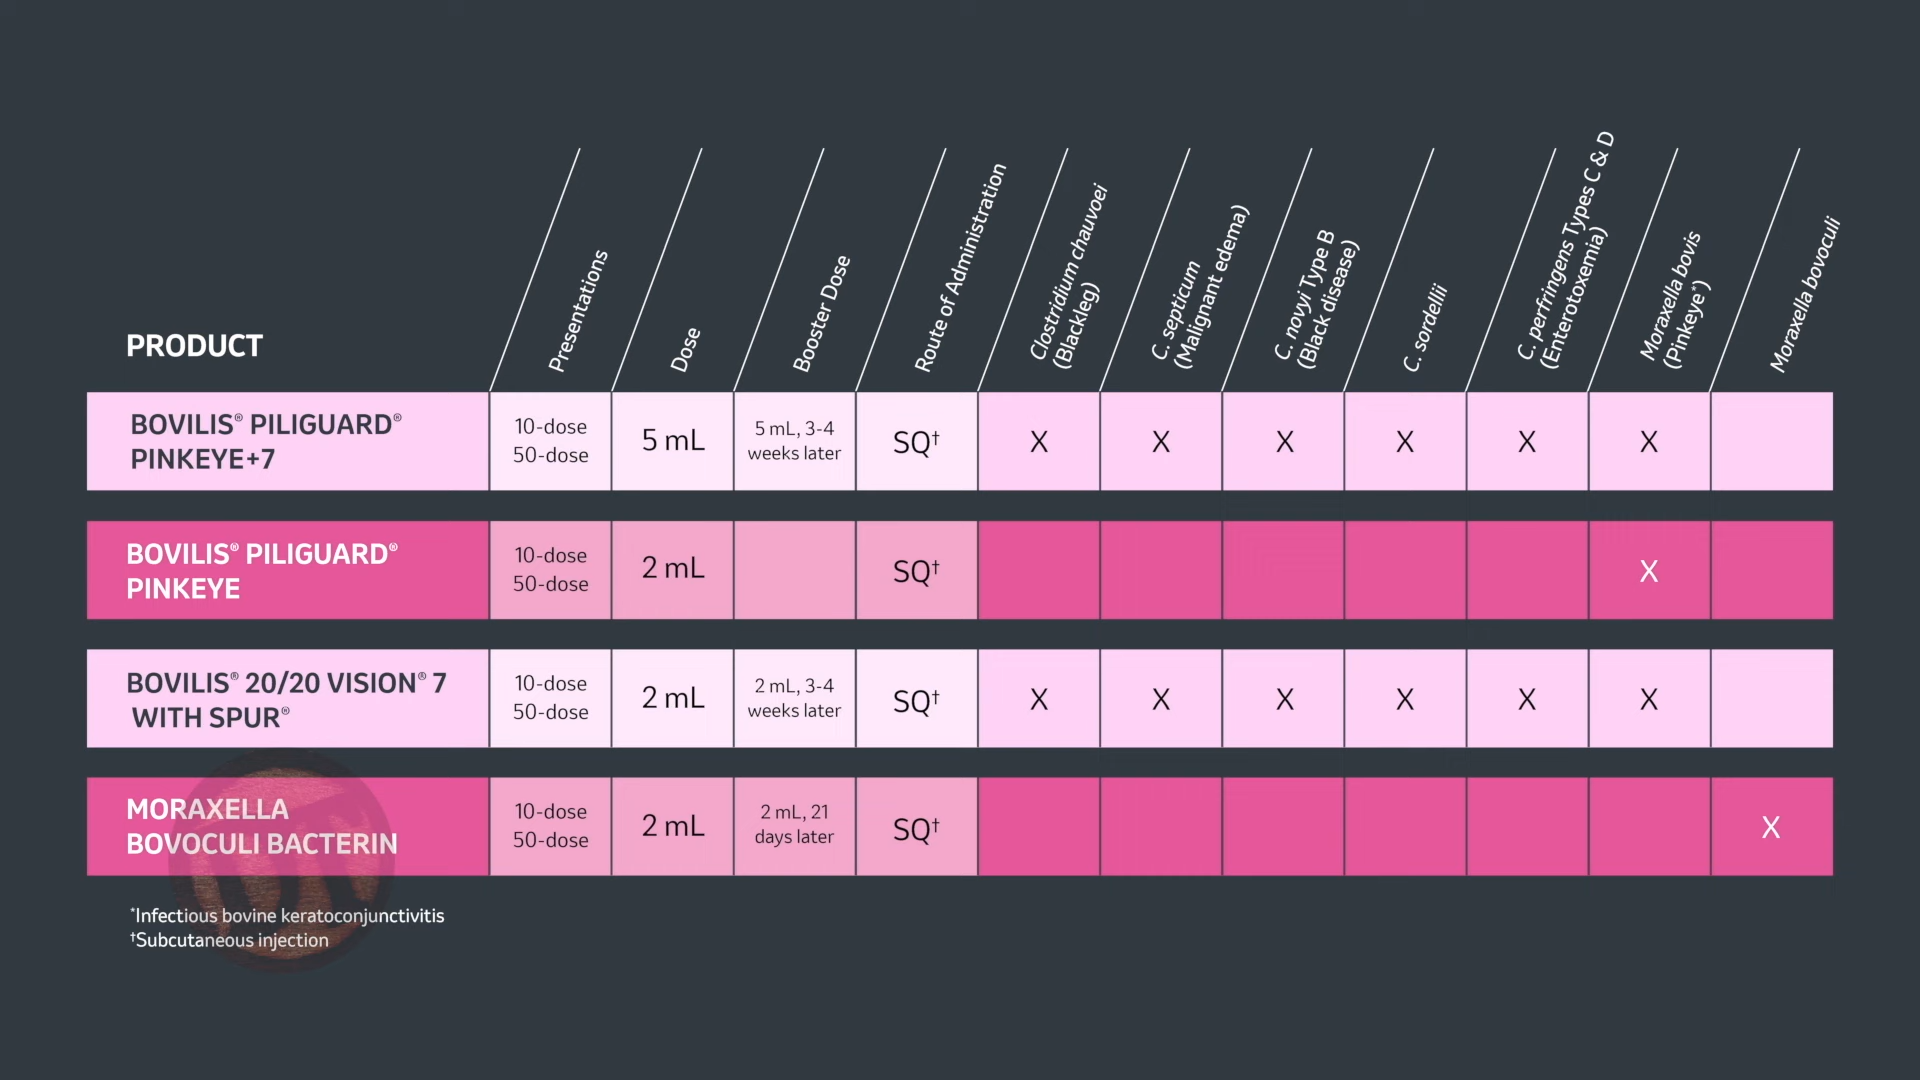 PRODUCT
Presentations
Dose
Booster Dose
Route of Administration
Clostridium chauvoei
(Blackleg)
C. septicum
(Malignant edema)
C. novyi Type B
(Black disease)
C. sordellii
C. perfringens Types C & D
(Enterotoxemia)
Moraxella bovis
(Pinkeye*)
Moraxella bovoculi
BOVILIS® PILIGUARD®
PINKEYE+7
10-dose
50-dose
5 mL
5 mL, 3-4
weeks later
SQ†
X X X X X X
BOVILIS® PILIGUARD®
PINKEYE
10-dose
50-dose
2 mL
SQ†
X
BOVILIS® 20/20 VISION® 7
WITH SPUR®
10-dose
50-dose
2 mL
2 mL, 3-4
weeks later
SQ†
X X X X X X
MORAXELLA
BOVOCULI BACTERIN
10-dose
50-dose
2 mL
2 mL, 21
days later
SQ†
X
*Infectious bovine keratoconjunctivitis
†Subcutaneous injection